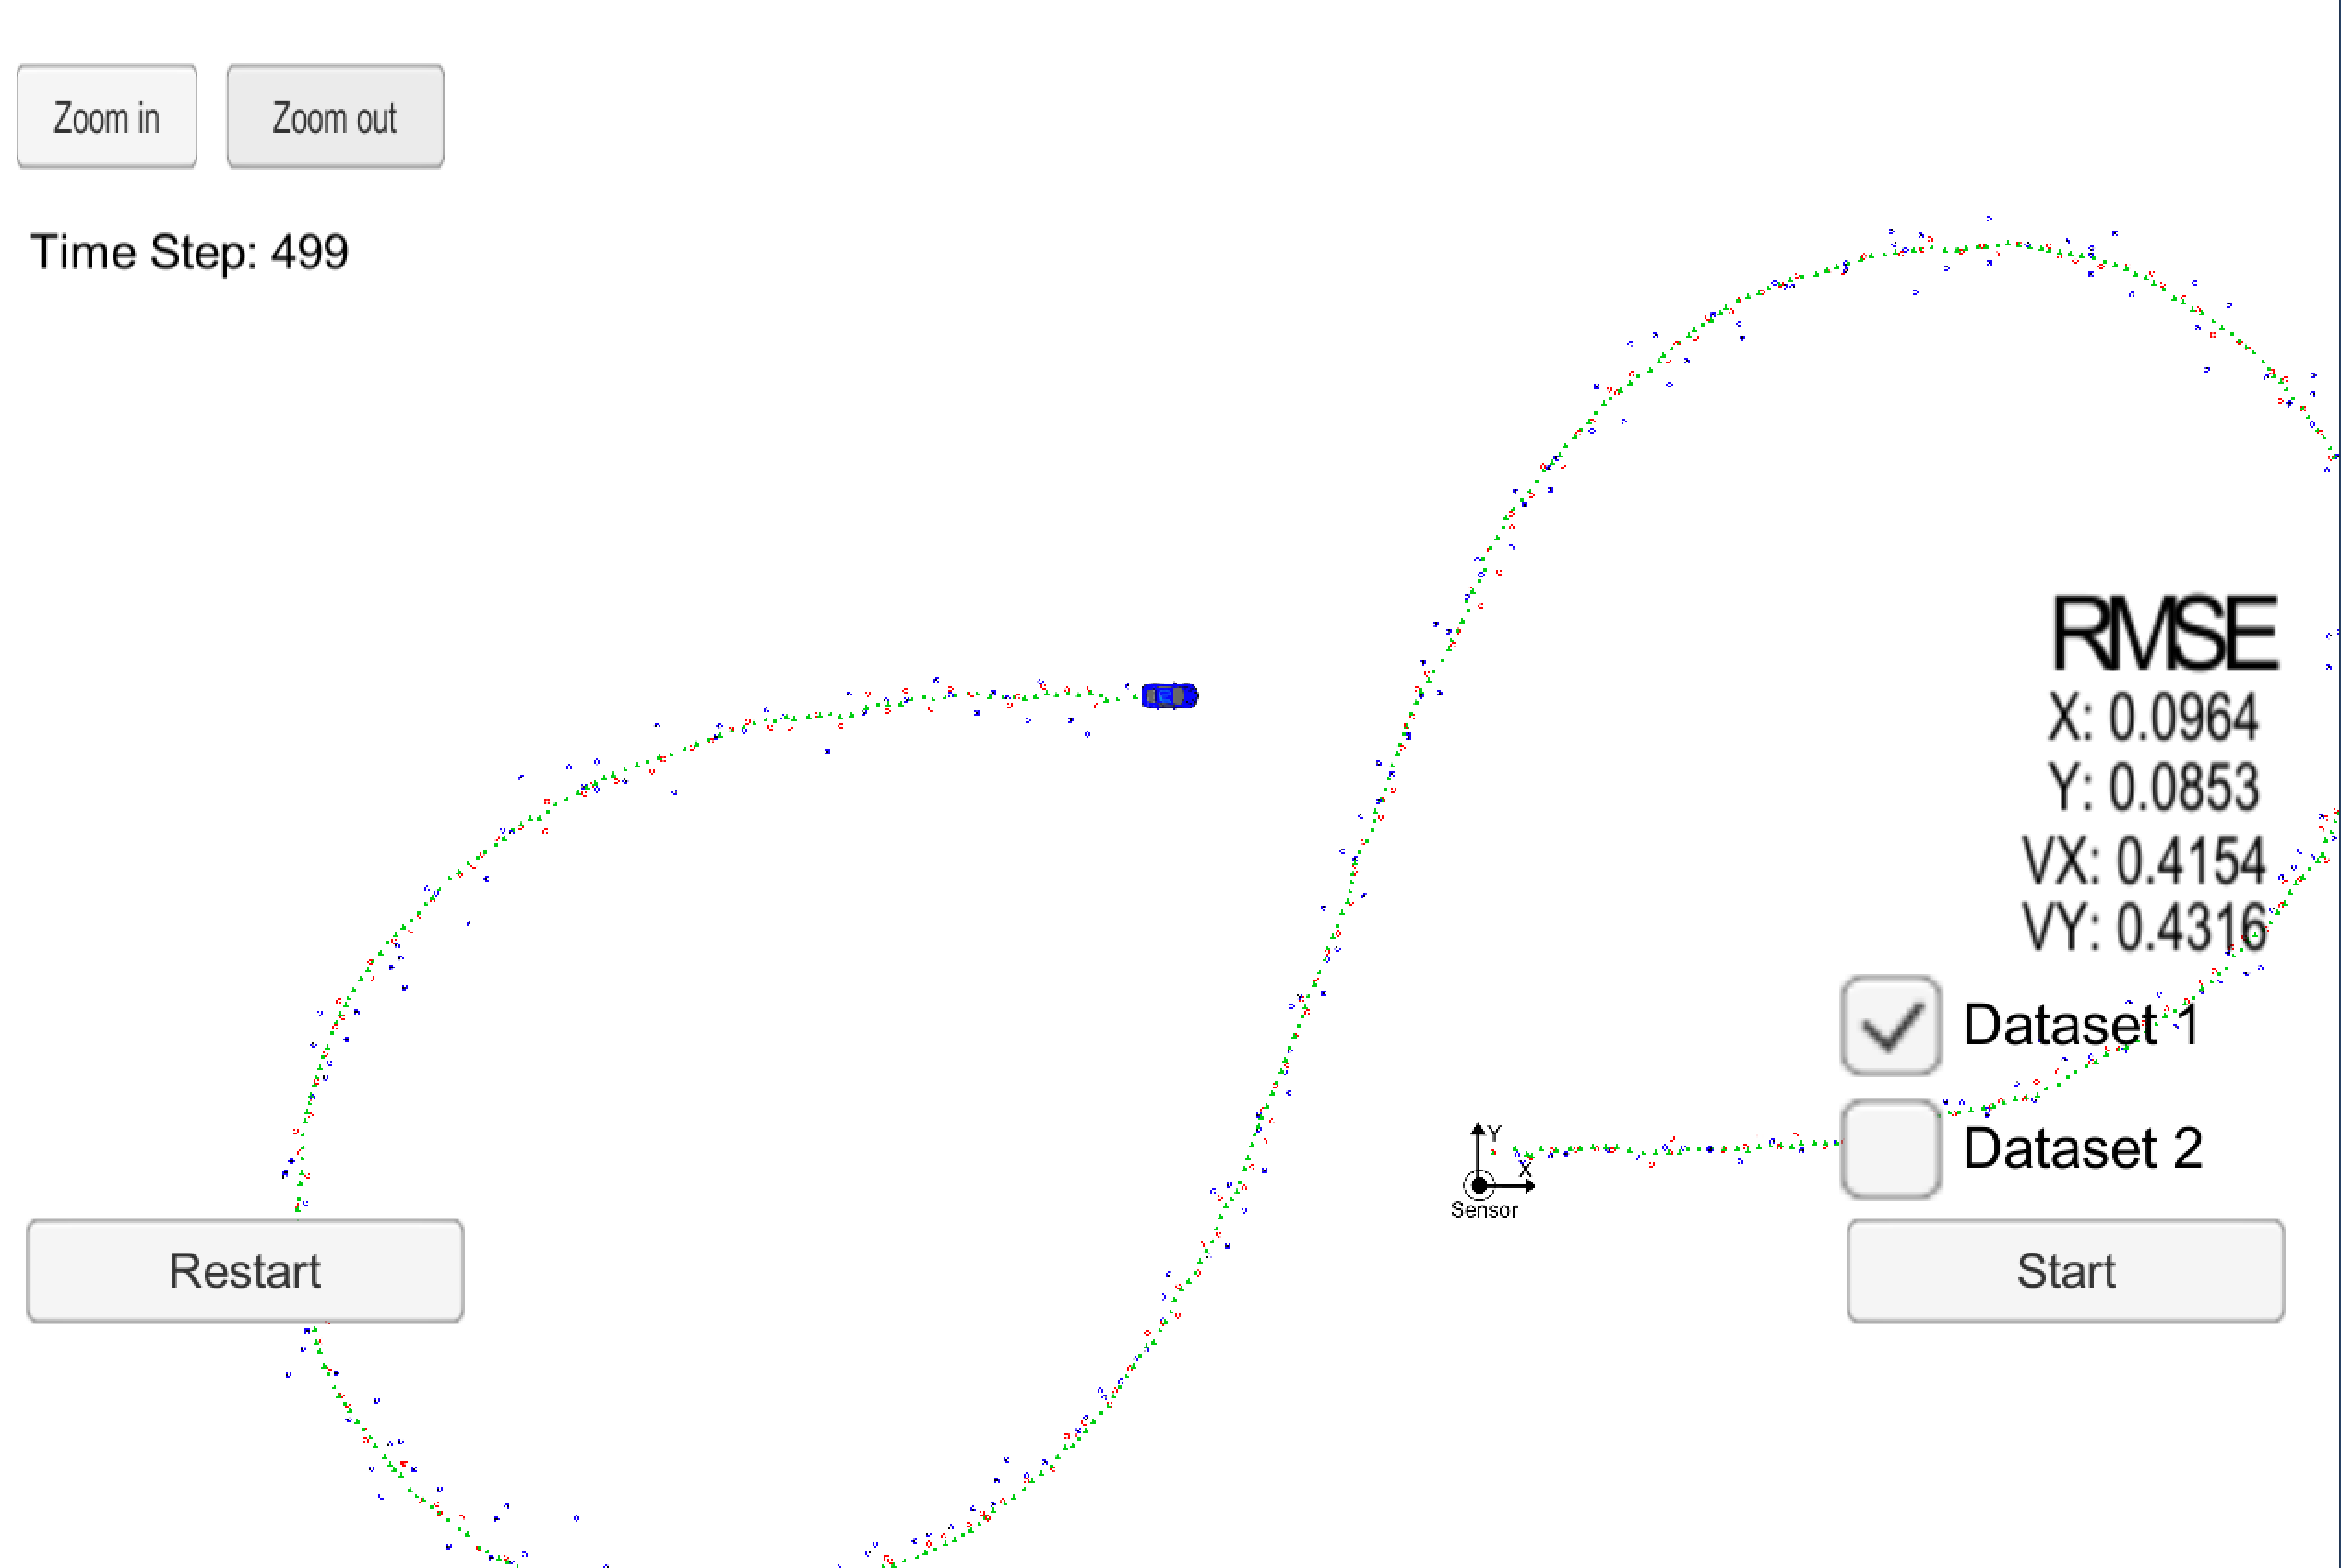 Zoom in
Zoom out
Time Step: 499
RMSE
X: 0.0964
Y: 0.0853
VX: 0.4154
VY: 0.4316
Dataset 1
Y
X
Dataset 2
Sensor
Restart
Start